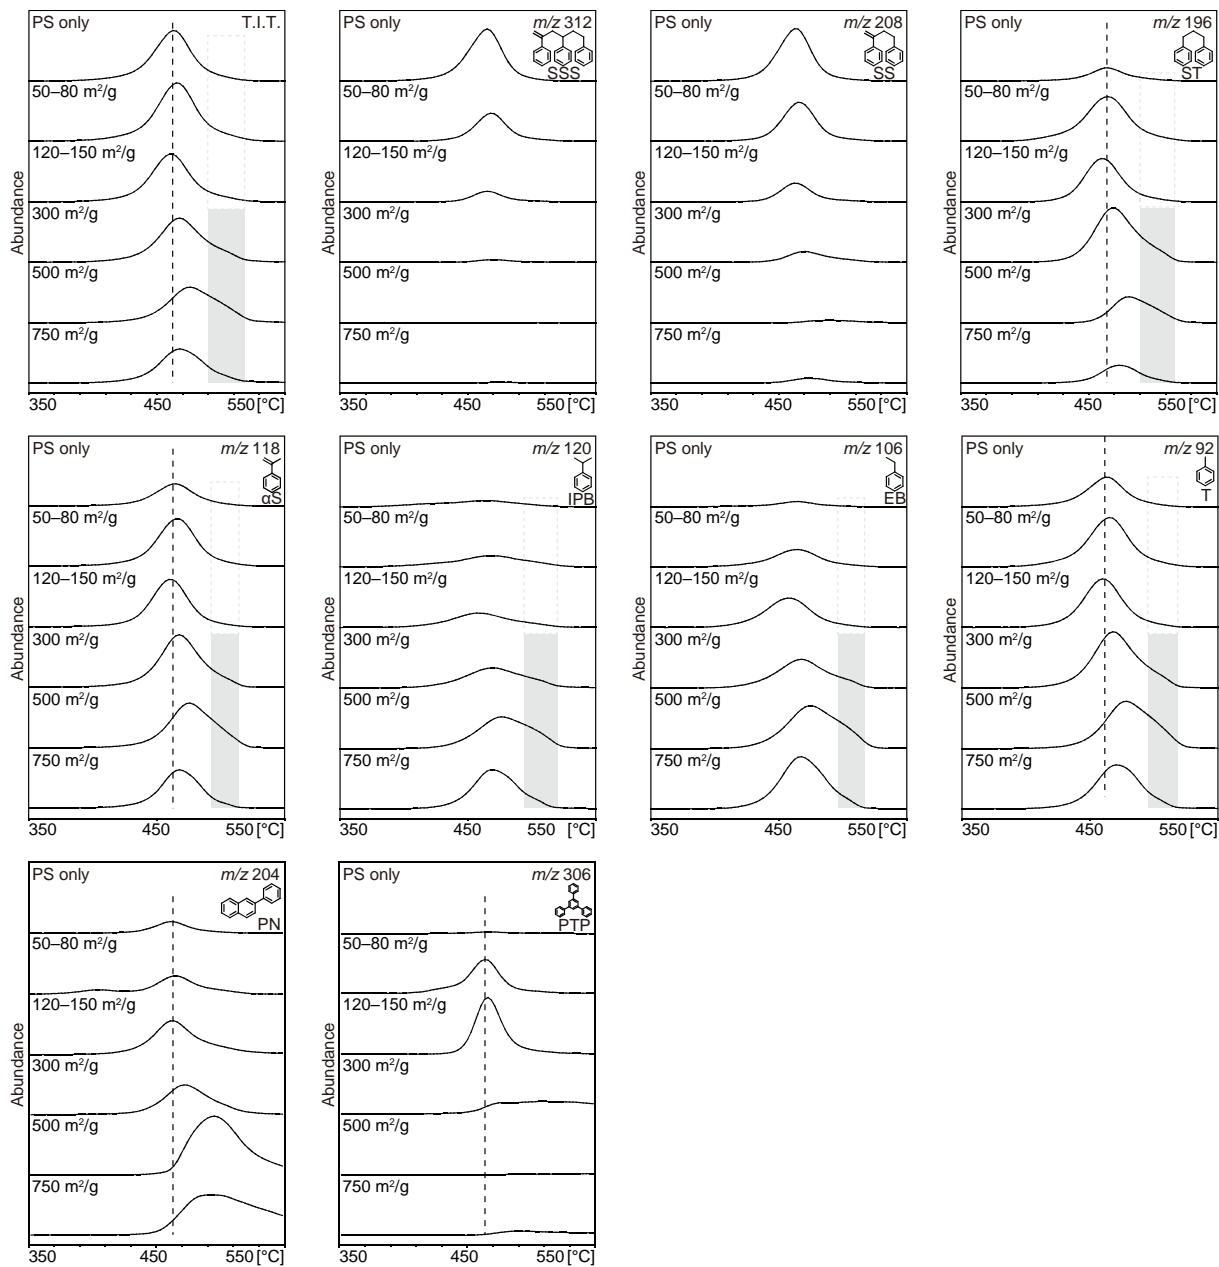 PS only T.I.T.
50–80 m²/g
120–150 m²/g
300 m²/g
500 m²/g
750 m²/g
Abundance
350 450 550 [°C]
PS only m/z 312
SSS
50–80 m²/g
120–150 m²/g
300 m²/g
500 m²/g
750 m²/g
350 450 550 [°C]
PS only m/z 208
SS
50–80 m²/g
120–150 m²/g
300 m²/g
500 m²/g
750 m²/g
350 450 550 [°C]
PS only m/z 196
ST
50–80 m²/g
120–150 m²/g
300 m²/g
500 m²/g
750 m²/g
Abundance
Abundance
350 450 550 [°C]
PS only m/z 118
αS
50–80 m²/g
120–150 m²/g
300 m²/g
500 m²/g
750 m²/g
Abundance
350 450 550 [°C]
PS only m/z 120
IPB
50–80 m²/g
120–150 m²/g
300 m²/g
500 m²/g
750 m²/g
350 450 550 [°C]
PS only m/z 106
EB
50–80 m²/g
120–150 m²/g
300 m²/g
500 m²/g
750 m²/g
Abundance
350 450 550 [°C]
PS only m/z 92
T
50–80 m²/g
120–150 m²/g
300 m²/g
500 m²/g
750 m²/g
Abundance
350 450 550 [°C]
PS only m/z 204
PN
50–80 m²/g
120–150 m²/g
300 m²/g
500 m²/g
750 m²/g
Abundance
350 450 550 [°C]
PS only m/z 306
PTP
50–80 m²/g
120–150 m²/g
300 m²/g
500 m²/g
750 m²/g
350 450 550 [°C]